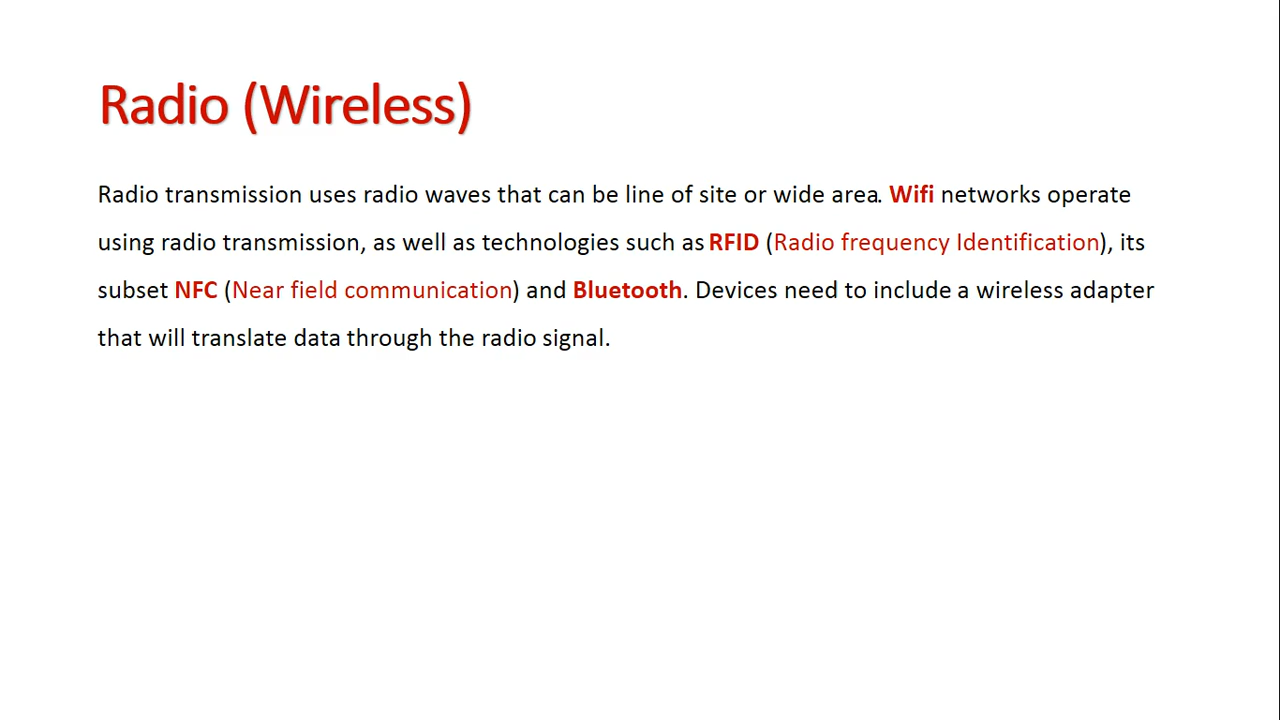 Radio (Wireless)
Radio transmission uses radio waves that can be line of site or wide area. Wifi networks operate
using radio transmission, as well as technologies such as RFID (Radio frequency Identification), its
subset NFC (Near field communication) and Bluetooth. Devices need to include a wireless adapter
that will translate data through the radio signal.